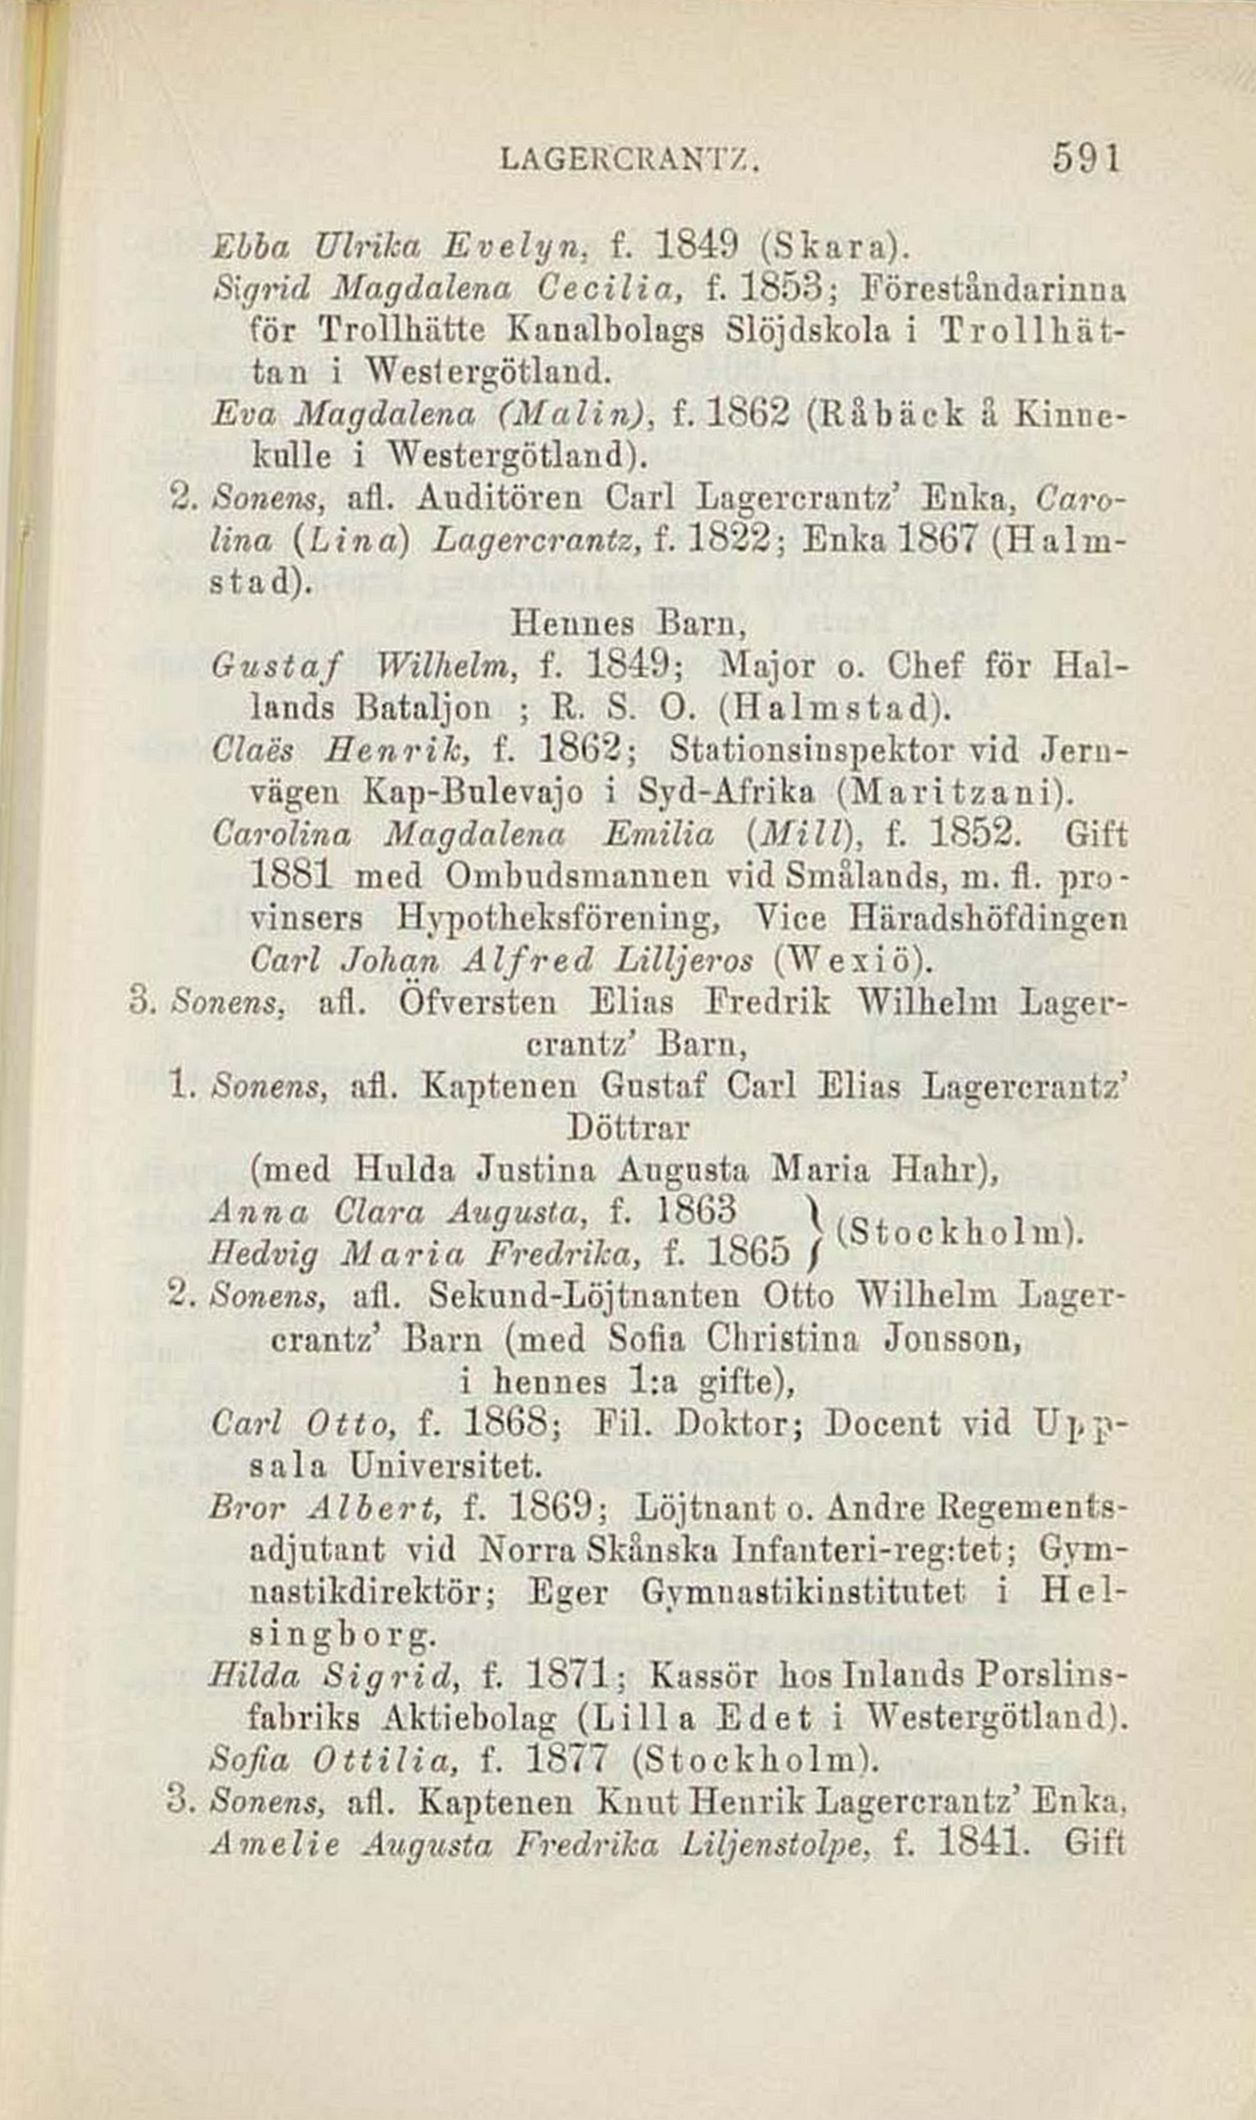 LAGERCRANTZ. 591
Ebba Ulrika Evelyn, f. 1849 (Skara).
Sigrid Magdalena Cecilia, f. 1853; Föreståndarinna
för Trollhätte Kanalbolags Slöjdskola i Trollhät-
tan i Westergötland.
Eva Magdalena (Malin), f. 1862 (Råbäck å Kinne-
kulle i Westergötland).
2. Sonens, afl. Auditören Carl Lagercrantz’ Enka, Caro-
lina (Lina) Lagercrantz, f. 1822; Enka 1867 (Halm-
stad).
Hennes Barn,
Gustaf Wilhelm, f. 1849; Major o. Chef för Hal-
lands Bataljon ; R. S. O. (Halmstad).
Claës Henrik, f. 1862; Stationsinspektor vid Jern-
vägen Kap-Bulevajo i Syd-Afrika (Maritzani).
Carolina Magdalena Emilia (Mill), f. 1852. Gift
1881 med Ombudsmannen vid Smålands, m. fl. pro-
vinsers Hypotheksförening, Vice Häradshöfdingen
Carl Johan Alfred Lilljeros (Wexiö).
3. Sonens, afl. Öfversten Elias Fredrik Wilhelm Lager-
crantz’ Barn,
1. Sonens, afl. Kaptenen Gustaf Carl Elias Lagercrantz’
Döttrar
(med Hulda Justina Augusta Maria Hahr),
Anna Clara Augusta, f. 1863
Hedvig Maria Fredrika, f. 1865 } (Stockholm).
2. Sonens, afl. Sekund-Löjtnanten Otto Wilhelm Lager-
crantz’ Barn (med Sofia Christina Jonsson,
i hennes 1:a gifte),
Carl Otto, f. 1868; Fil. Doktor; Docent vid Upp-
sala Universitet.
Bror Albert, f. 1869; Löjtnant o. Andre Regements-
adjutant vid Norra Skånska Infanteri-reg:tet; Gym-
nastikdirektör; Eger Gymnastikinstitutet i Hel-
singborg.
Hilda Sigrid, f. 1871; Kassör hos Inlands Porslins-
fabriks Aktiebolag (Lilla Edet i Westergötland).
Sofia Ottilia, f. 1877 (Stockholm).
3. Sonens, afl. Kaptenen Knut Henrik Lagercrantz’ Enka,
Amelie Augusta Fredrika Liljenstolpe, f. 1841. Gift